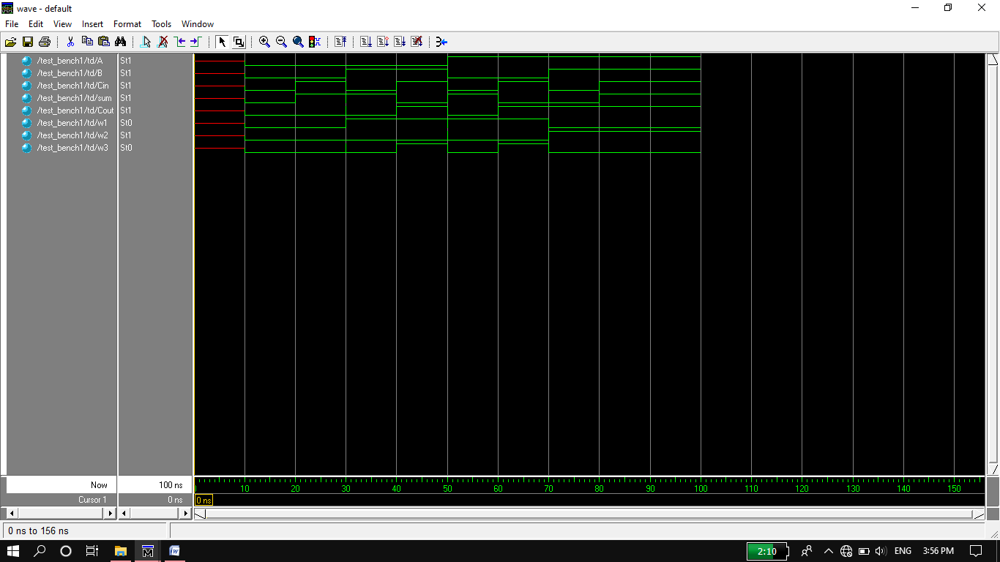 wave - default
File Edit View Insert Format Tools Window
/test_bench1/td/A St1
/test_bench1/td/B St1
/test_bench1/td/Cin St1
/test_bench1/td/sum St1
/test_bench1/td/Cout St1
/test_bench1/td/w1 St0
/test_bench1/td/w2 St1
/test_bench1/td/w3 St0
Now 100 ns 10 20 30 40 50 60 70 80 90 100 110 120 130 140 150
Cursor 1 0 ns 0 ns
0 ns to 156 ns
2:10 ENG 3:56 PM